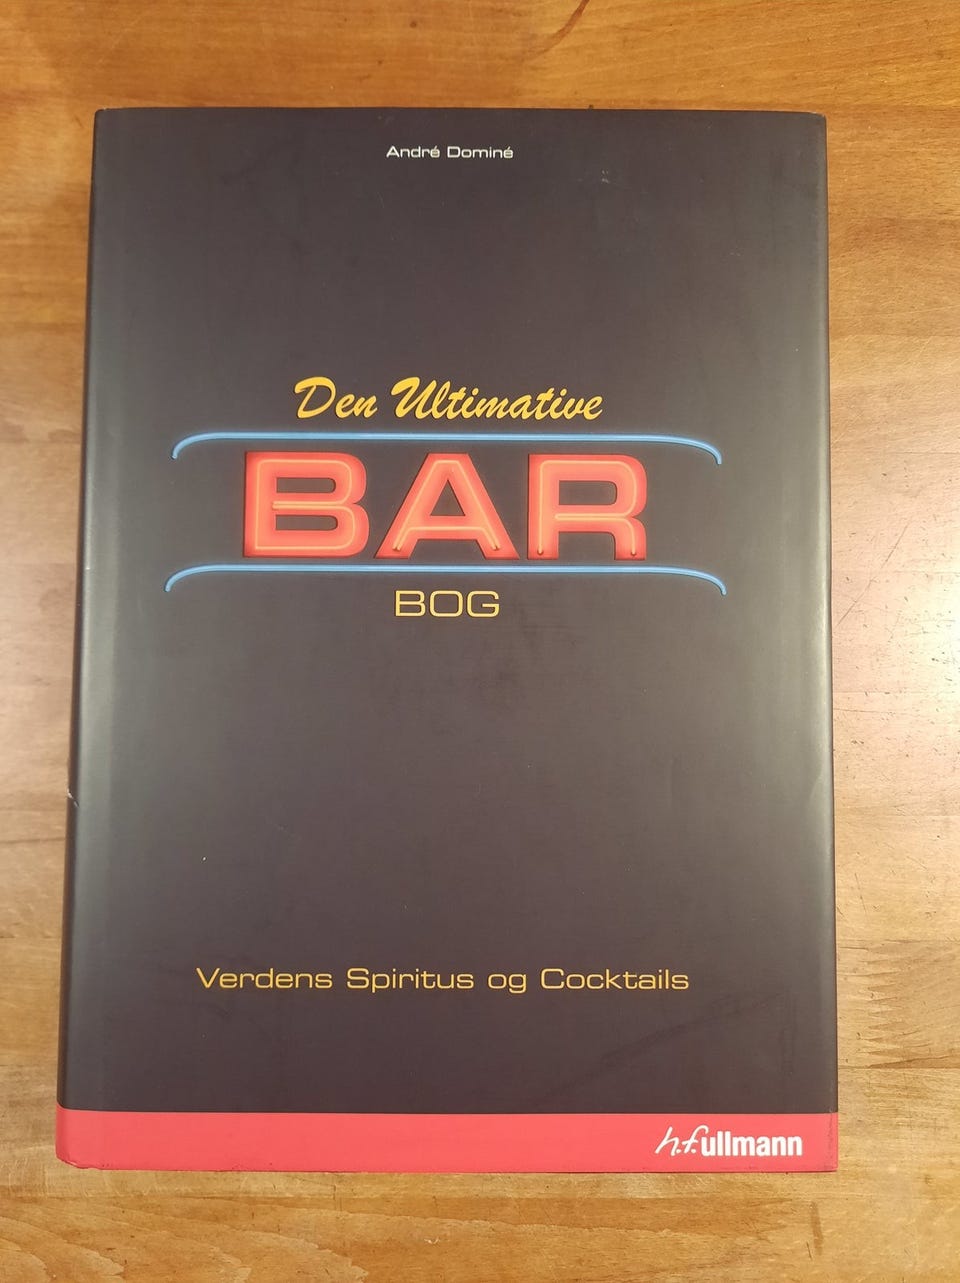 André Dominé
Den Ultimative
BAR
BOG
Verdens Spiritus og Cocktails
h.f.ullmann